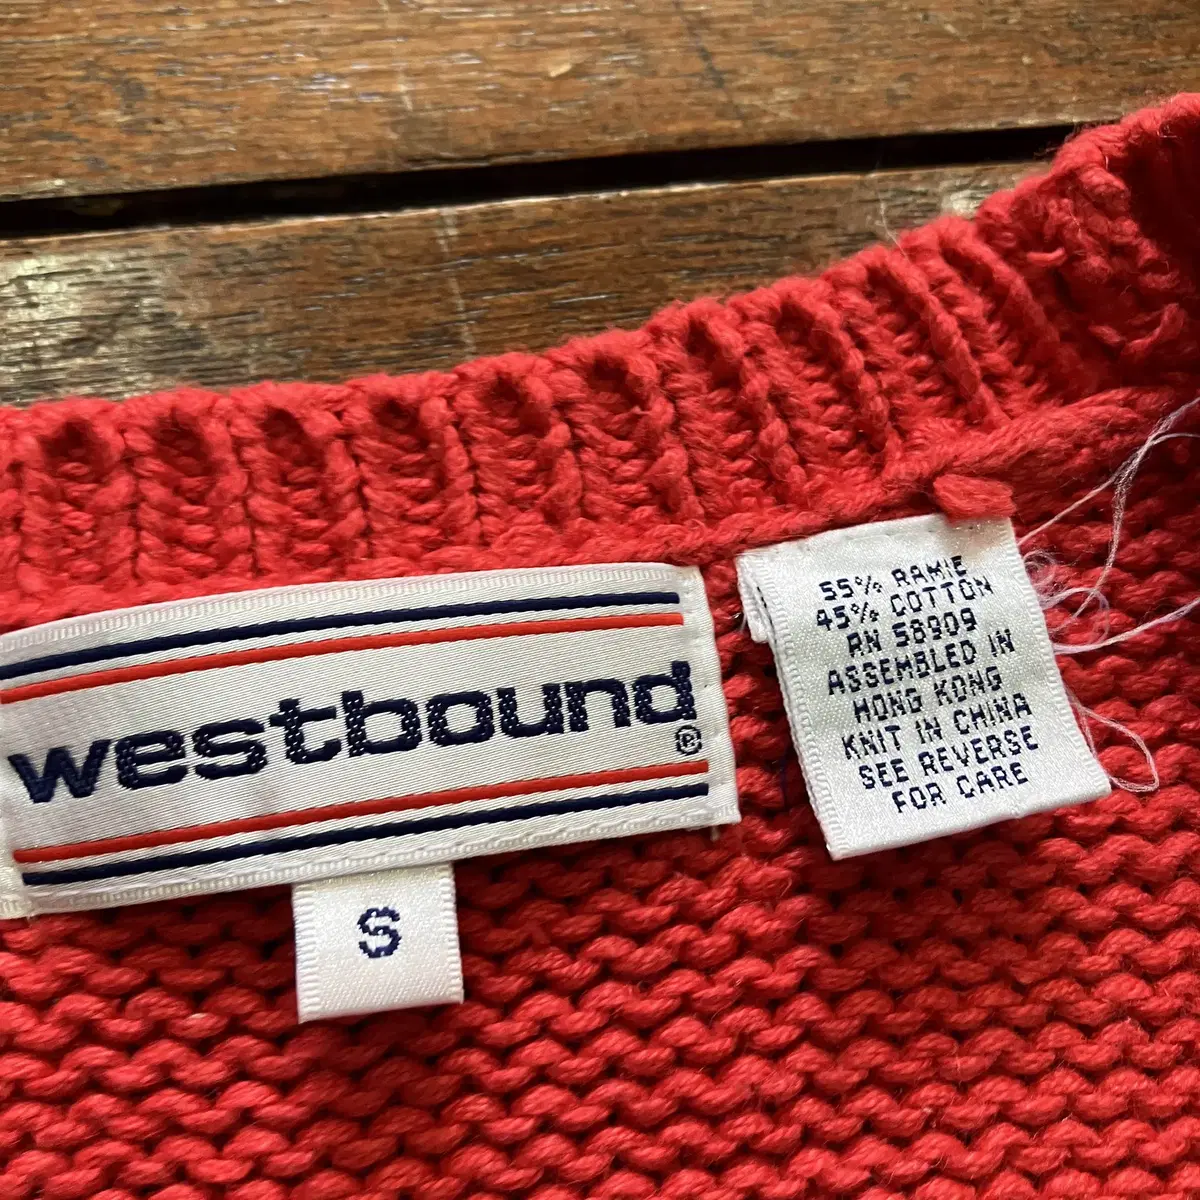 westbound®
S
55% RAMIE
45% COTTON
RN 58909
ASSEMBLED IN
HONG KONG
KNIT IN CHINA
SEE REVERSE
FOR CARE